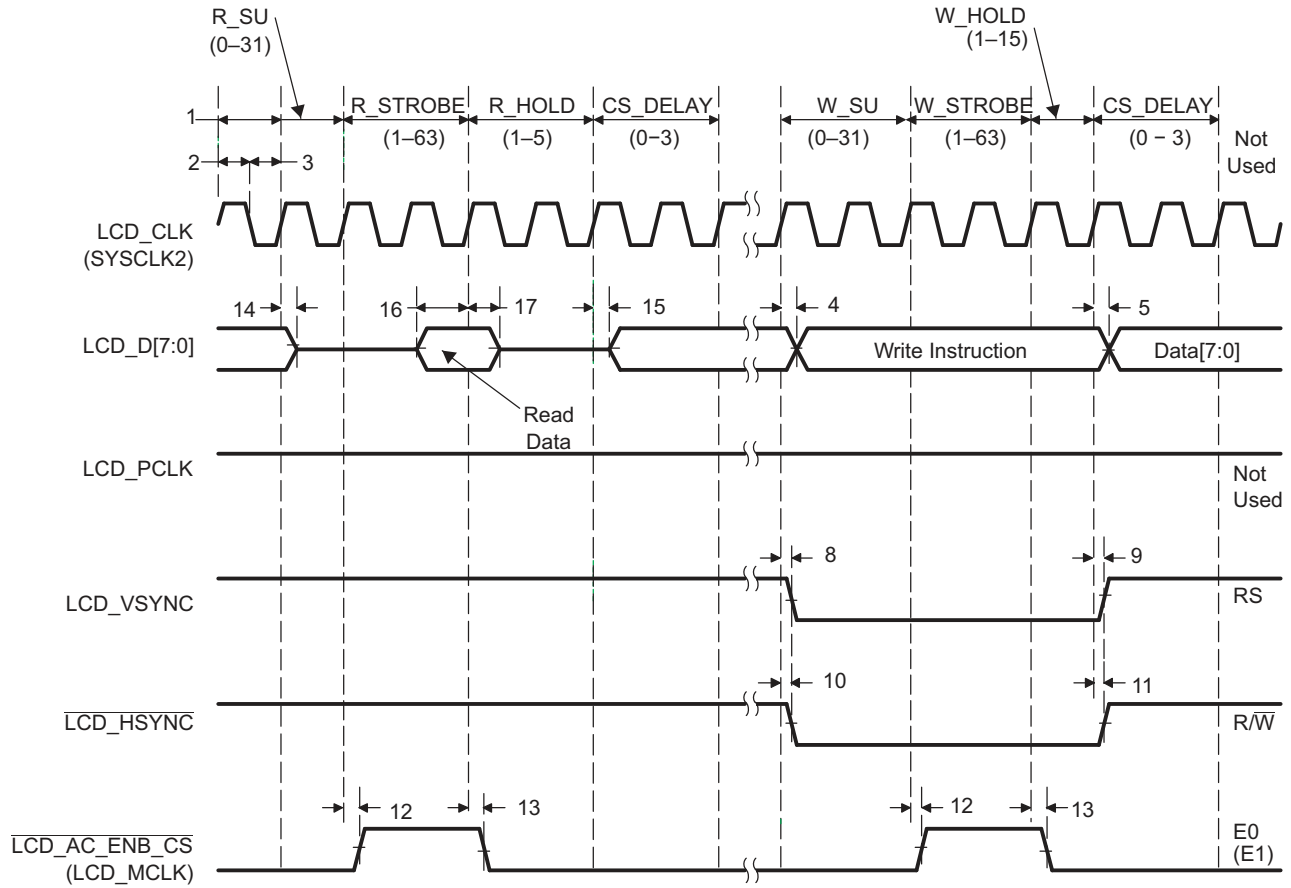 R_SU
(0–31)
W_HOLD
(1–15)
1
R_STROBE
(1–63)
R_HOLD
(1–5)
CS_DELAY
(0–3)
W_SU
(0–31)
W_STROBE
(1–63)
CS_DELAY
(0 – 3)
Not
Used
2
3
LCD_CLK
(SYSCLK2)
14
16
17
15
4
5
LCD_D[7:0]
Write Instruction
Data[7:0]
Read
Data
LCD_PCLK
Not
Used
8
9
LCD_VSYNC
RS
10
11
LCD_HSYNC
R/W
12
13
12
13
LCD_AC_ENB_CS
(LCD_MCLK)
E0
(E1)